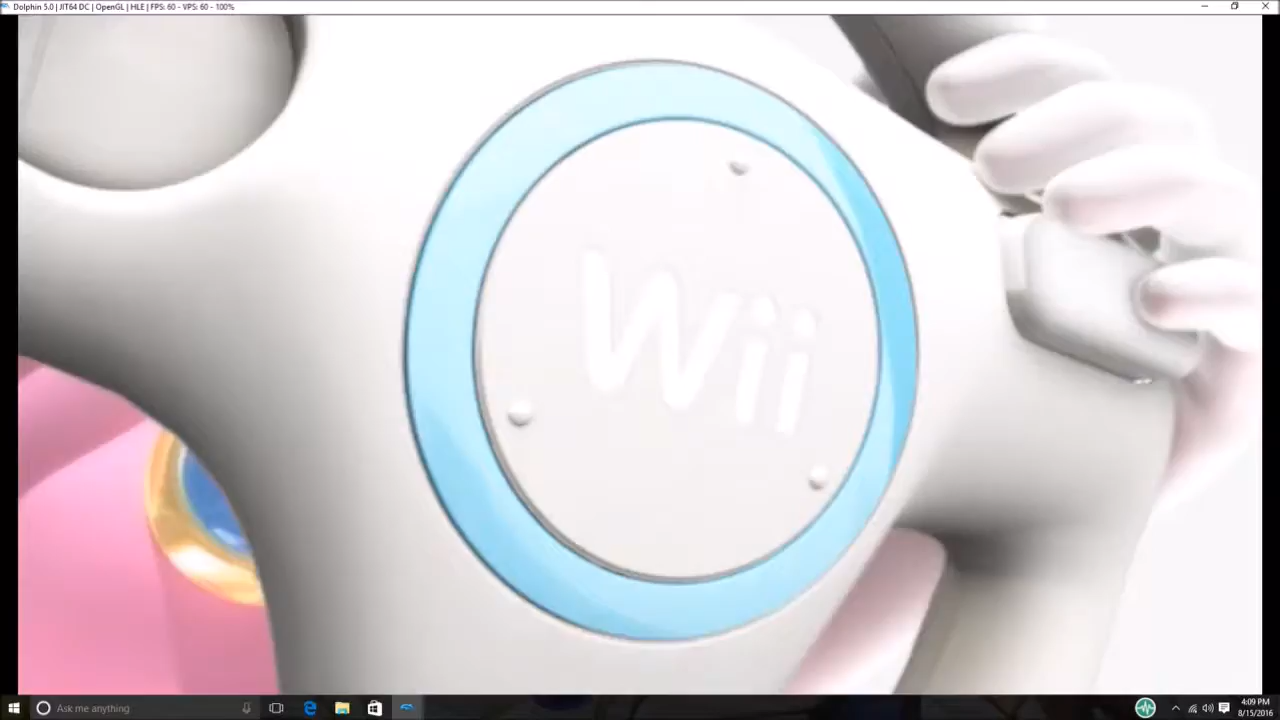 Dolphin 5.0 | JIT64 DC | OpenGL | HLE | FPS: 60 - VPS: 60 - 100%
Wii
Ask me anything
4:09 PM
8/15/2016